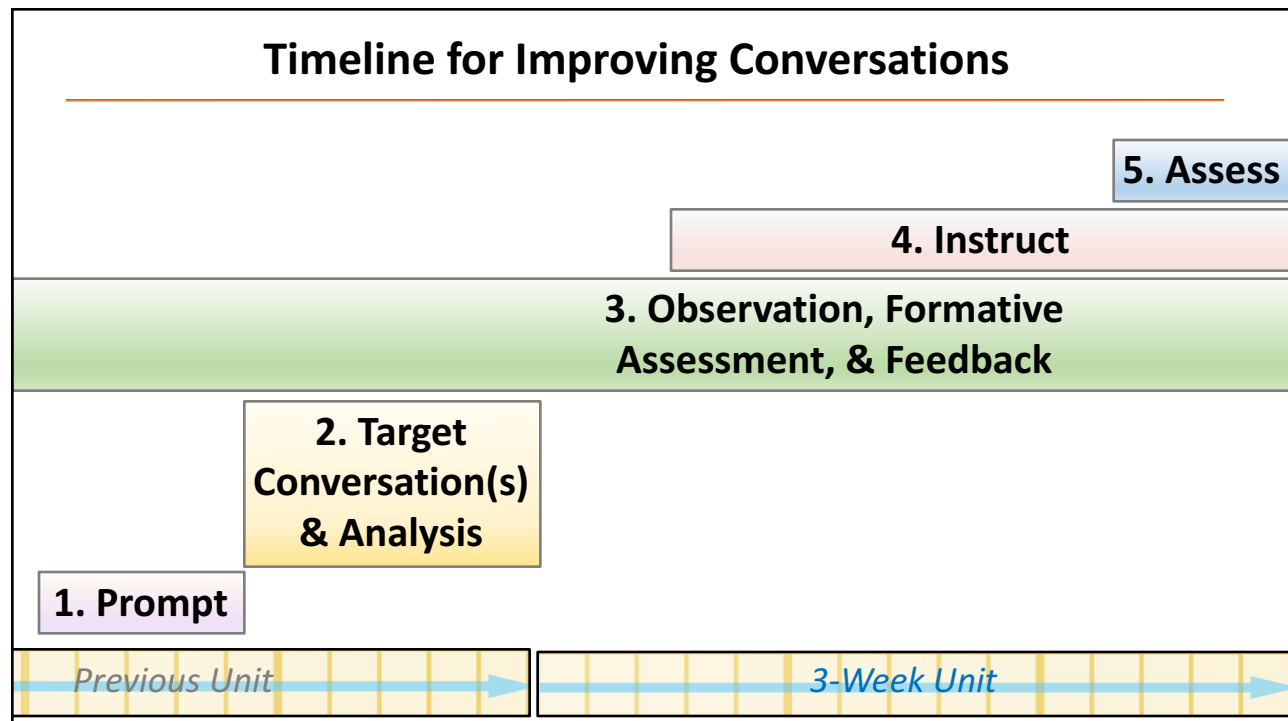 Timeline for Improving Conversations
5. Assess
4. Instruct
3. Observation, Formative
Assessment, & Feedback
2. Target
Conversation(s)
& Analysis
1. Prompt
Previous Unit
3-Week Unit